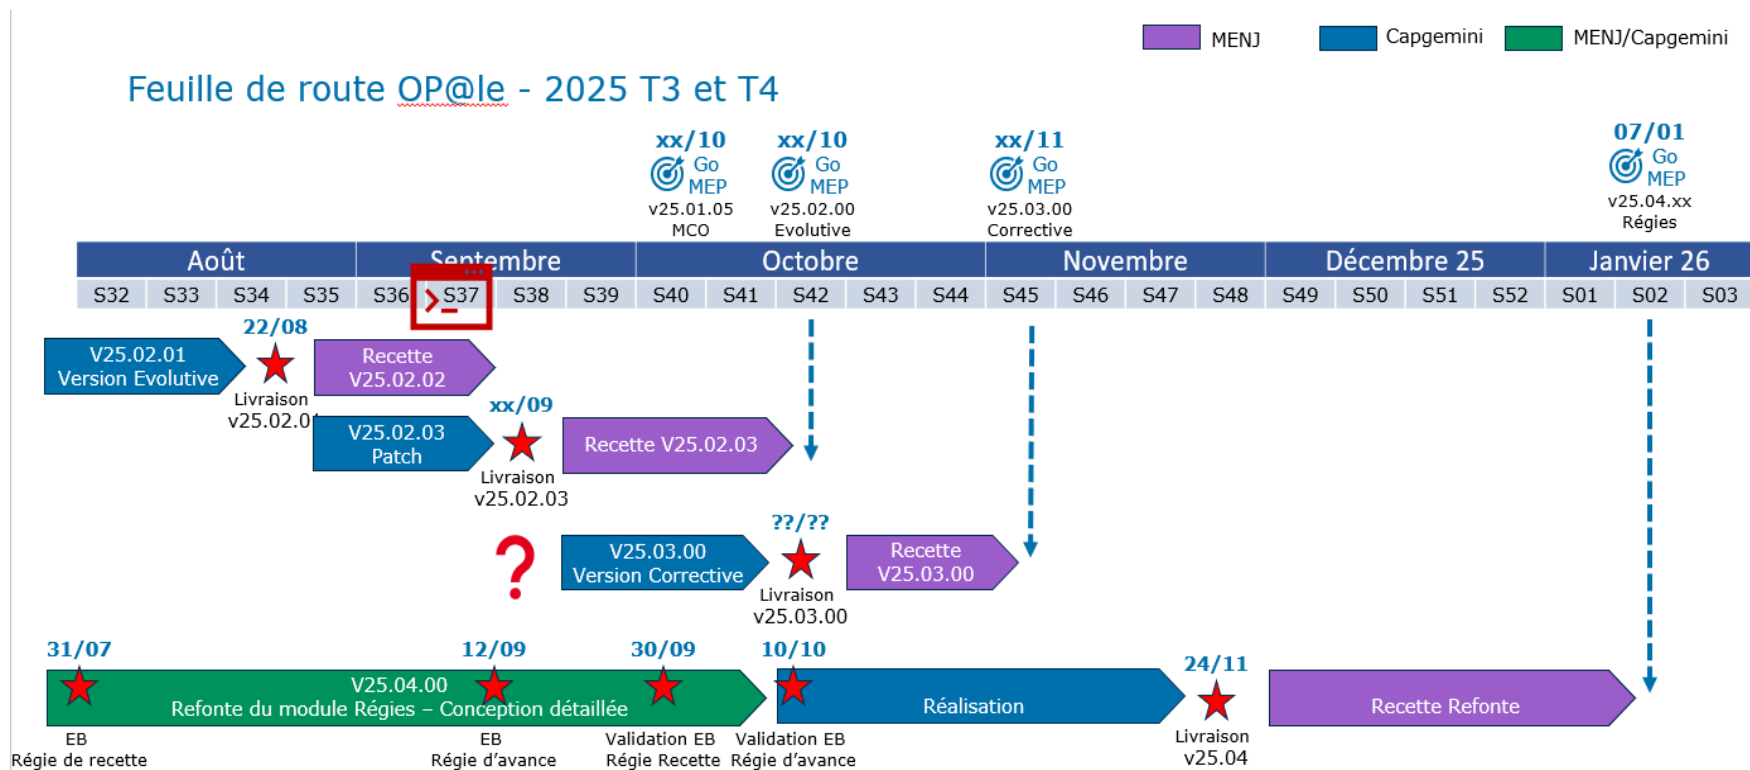 MENJ
Capgemini
MENJ/Capgemini
Feuille de route OP@le - 2025 T3 et T4
xx/10
Go
MEP
v25.01.05
MCO
xx/10
Go
MEP
v25.02.00
Evolutive
xx/11
Go
MEP
v25.03.00
Corrective
07/01
Go
MEP
v25.04.xx
Régies
Août Septembre Octobre Novembre Décembre 25 Janvier 26
S32 S33 S34 S35 S36 S37 S38 S39 S40 S41 S42 S43 S44 S45 S46 S47 S48 S49 S50 S51 S52 S01 S02 S03
V25.02.01
Version Evolutive
22/08
Livraison
v25.02.01
Recette
V25.02.02
V25.02.03
Patch
xx/09
Livraison
v25.02.03
Recette V25.02.03
?
V25.03.00
Version Corrective
??/??
Livraison
v25.03.00
Recette
V25.03.00
31/07
12/09
30/09
10/10
V25.04.00
Refonte du module Régies – Conception détaillée
EB
Régie de recette
EB
Régie d'avance
Validation EB
Régie Recette
Validation EB
Régie d'avance
Réalisation
24/11
Livraison
v25.04
Recette Refonte